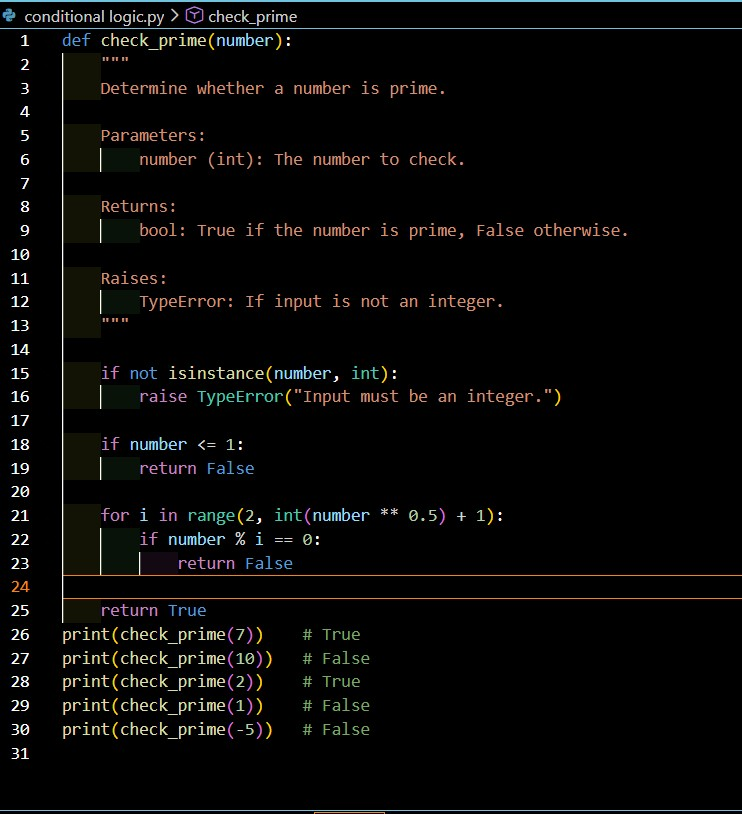 conditional logic.py > check_prime
1 def check_prime(number):
2     """
3     Determine whether a number is prime.
4
5     Parameters:
6         number (int): The number to check.
7
8     Returns:
9         bool: True if the number is prime, False otherwise.
10
11     Raises:
12         TypeError: If input is not an integer.
13     """
14
15     if not isinstance(number, int):
16         raise TypeError("Input must be an integer.")
17
18     if number <= 1:
19         return False
20
21     for i in range(2, int(number ** 0.5) + 1):
22         if number % i == 0:
23             return False
24
25     return True
26 print(check_prime(7))    # True
27 print(check_prime(10))   # False
28 print(check_prime(2))    # True
29 print(check_prime(1))    # False
30 print(check_prime(-5))   # False
31